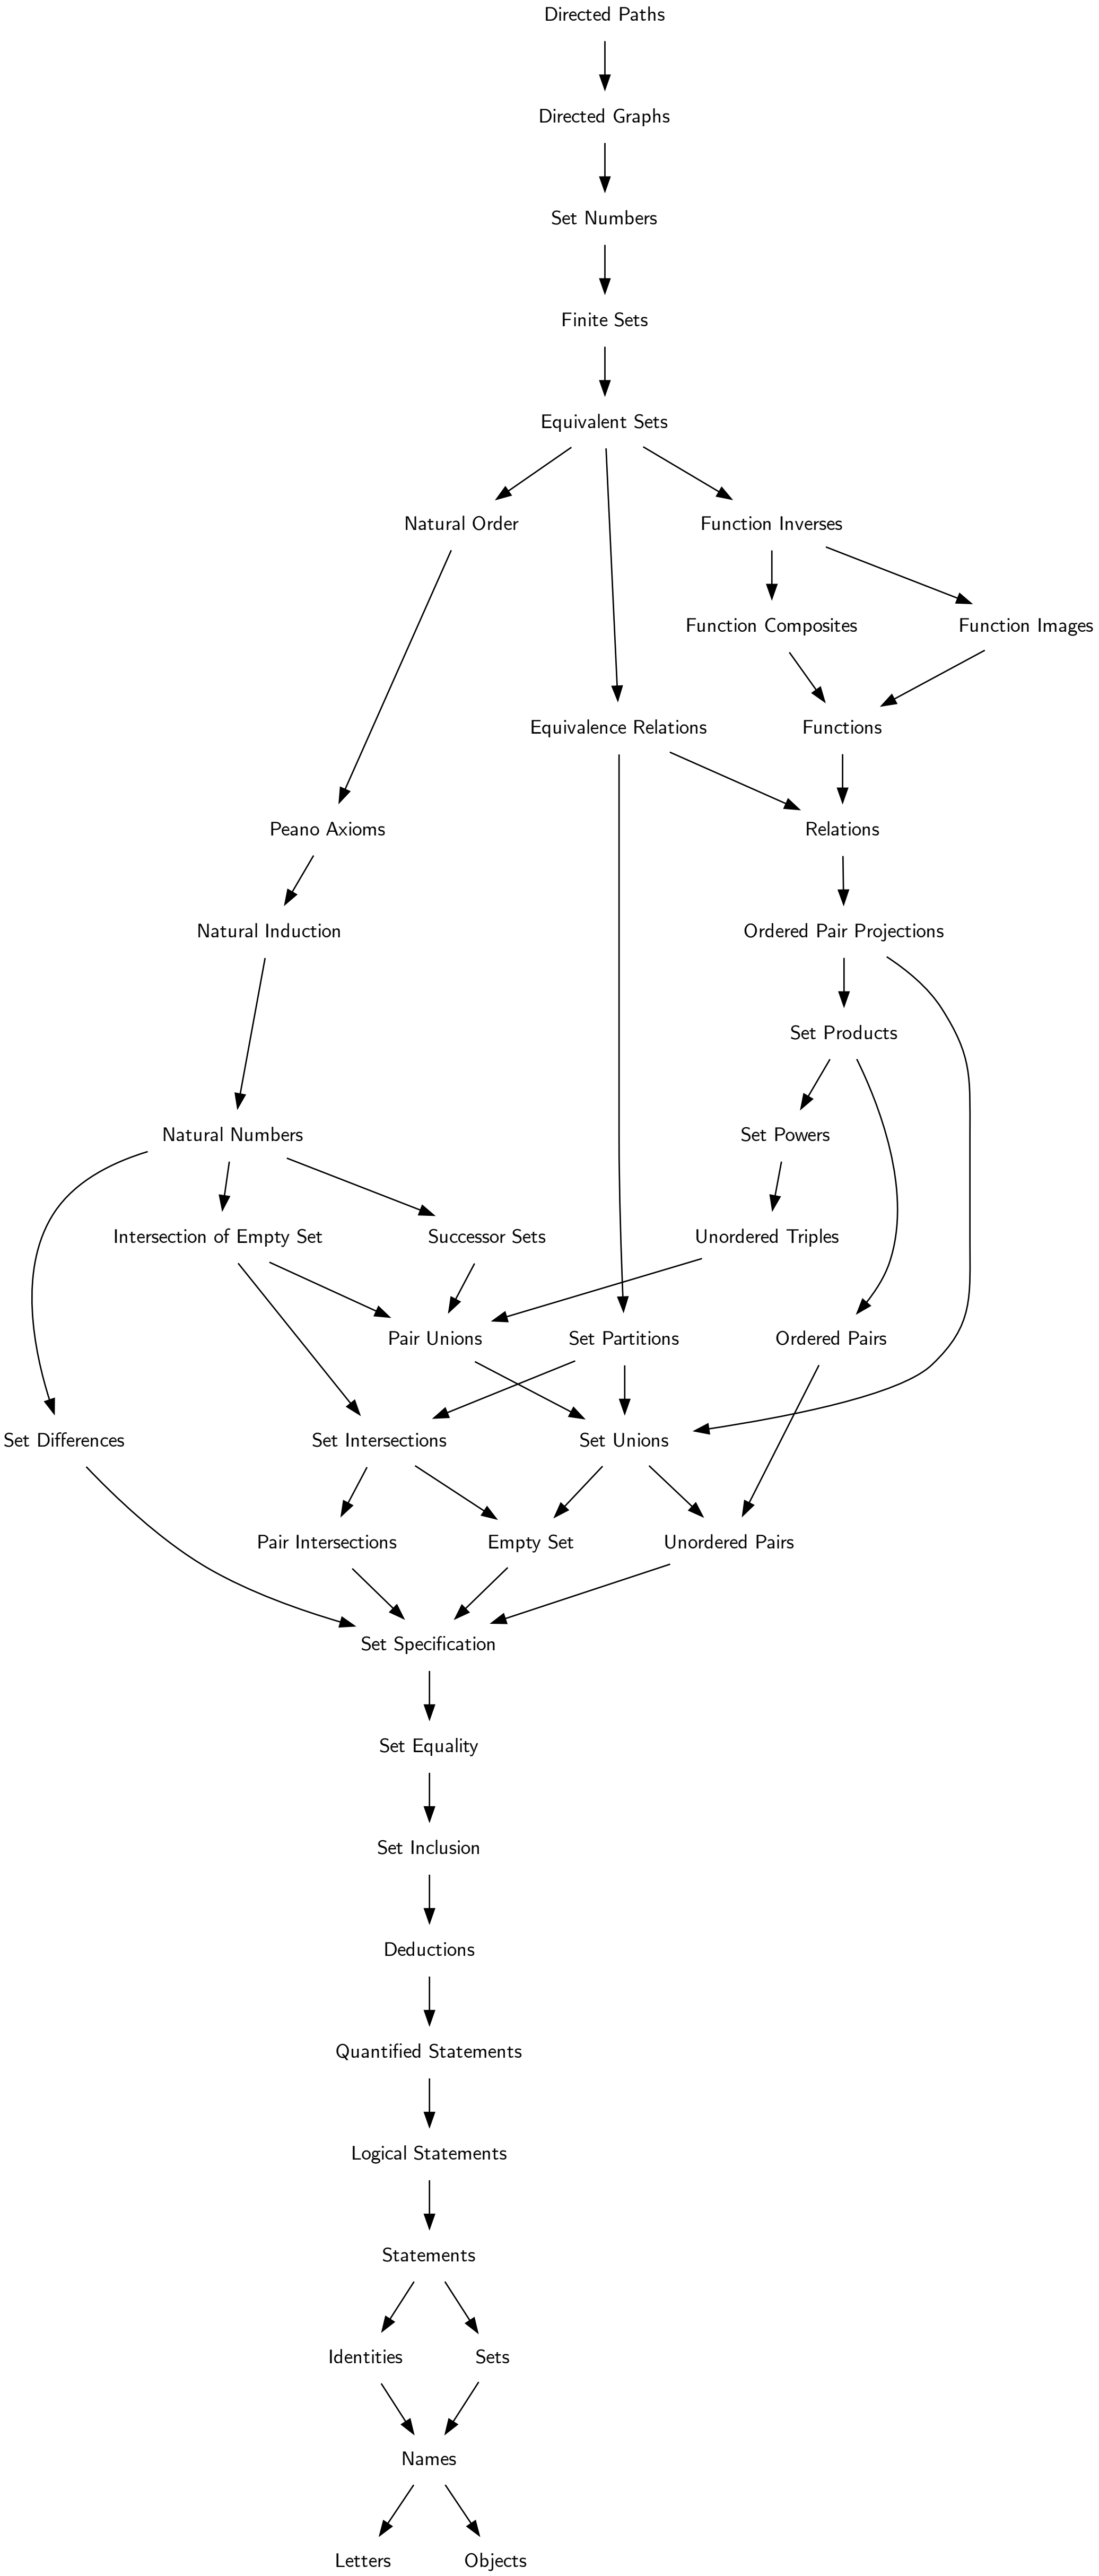 Directed Paths
Directed Graphs
Set Numbers
Finite Sets
Equivalent Sets
Natural Order
Function Inverses
Function Composites
Function Images
Equivalence Relations
Functions
Peano Axioms
Relations
Natural Induction
Ordered Pair Projections
Set Products
Natural Numbers
Set Powers
Intersection of Empty Set
Successor Sets
Unordered Triples
Pair Unions
Set Partitions
Ordered Pairs
Set Differences
Set Intersections
Set Unions
Pair Intersections
Empty Set
Unordered Pairs
Set Specification
Set Equality
Set Inclusion
Deductions
Quantified Statements
Logical Statements
Statements
Identities
Sets
Names
Letters
Objects